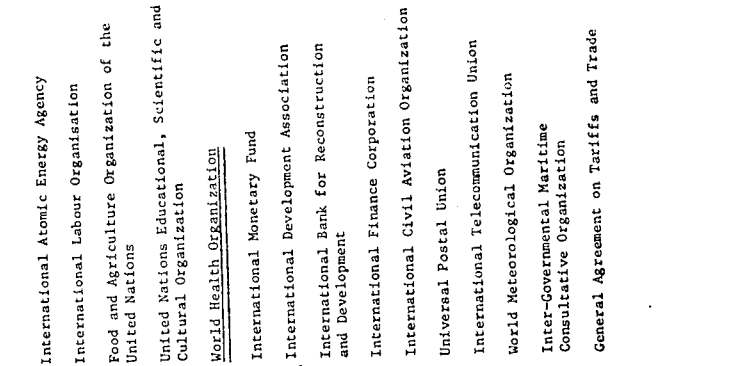 International Atomic Energy Agency
International Labour Organisation
Food and Agriculture Organization of the
United Nations
United Nations Educational, Scientific and
Cultural Organization
World Health Organization
International Monetary Fund
International Development Association
International Bank for Reconstruction
and Development
International Finance Corporation
International Civil Aviation Organization
Universal Postal Union
International Telecommunication Union
World Meteorological Organization
Inter-Governmental Maritime
Consultative Organization
General Agreement on Tariffs and Trade